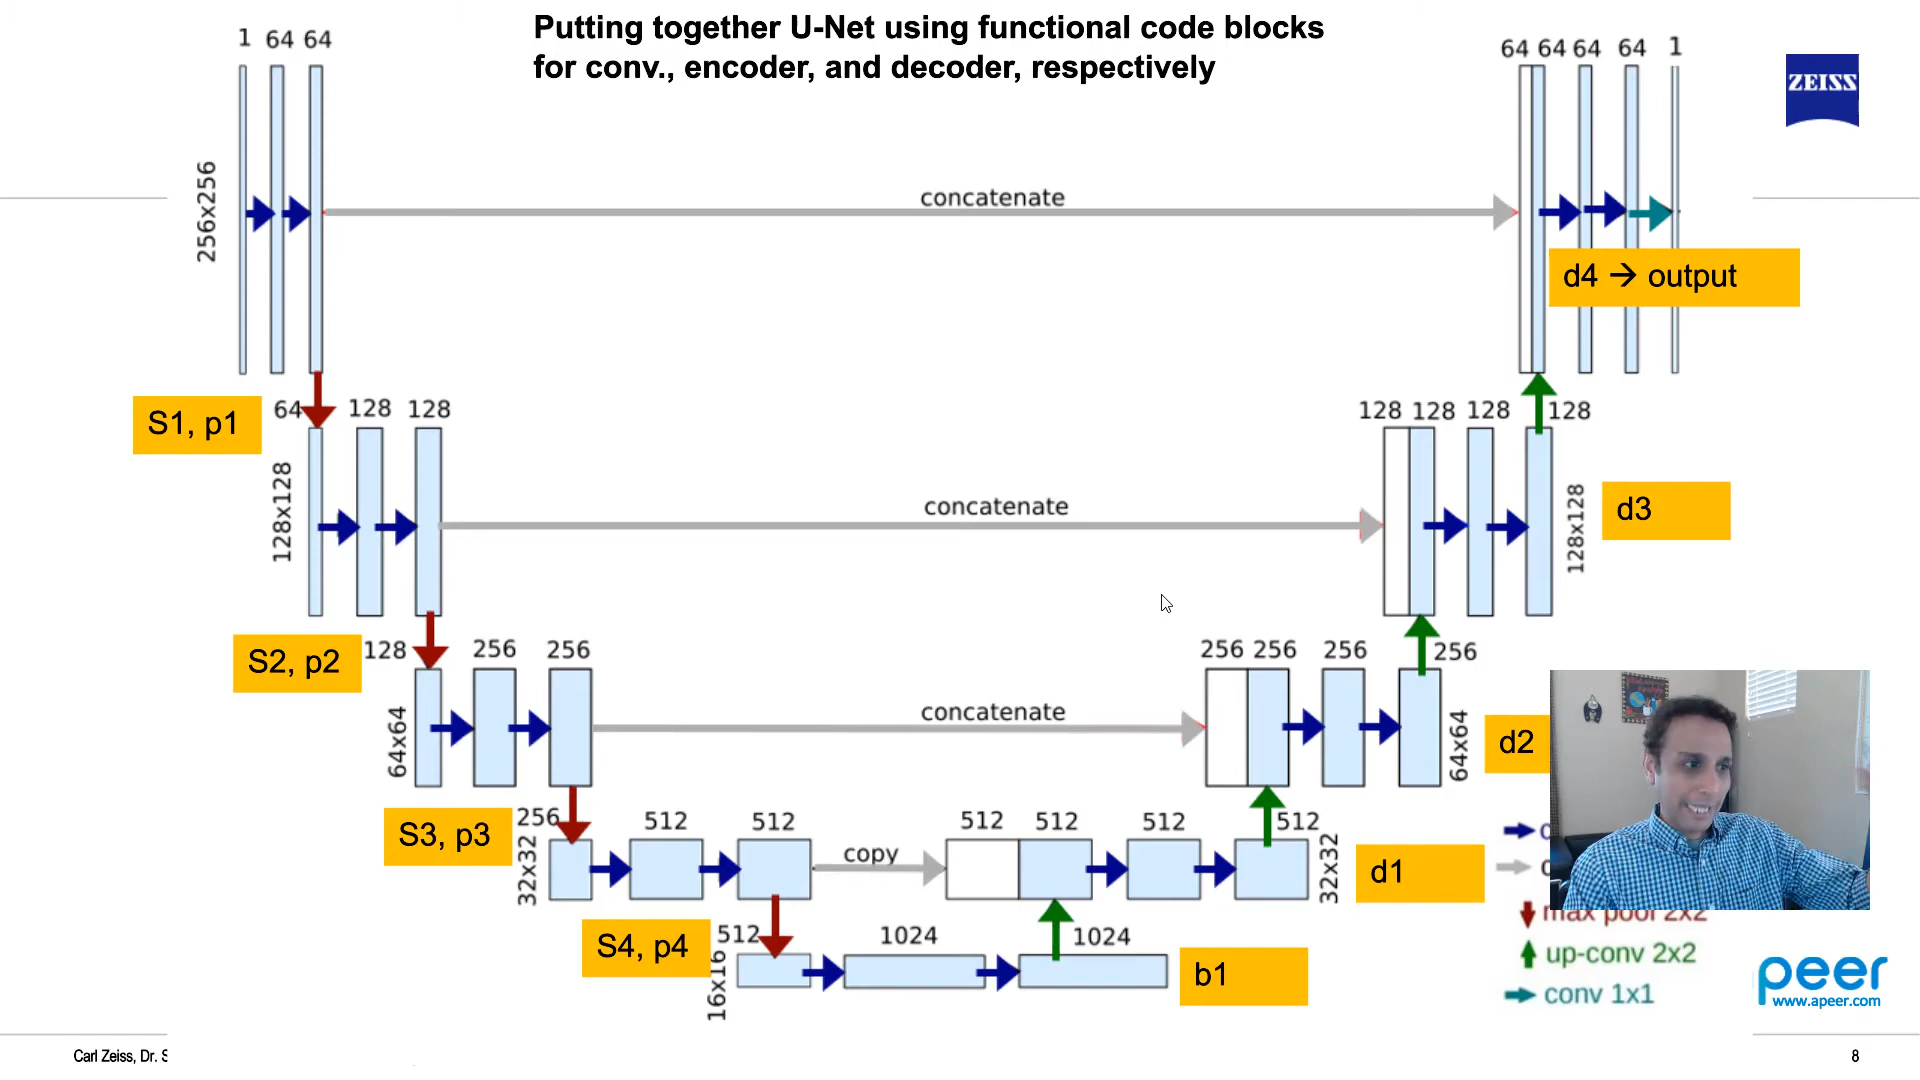 Putting together U-Net using functional code blocks
for conv., encoder, and decoder, respectively
1 64 64
64 64 64 64 1
ZEISS
256x256
concatenate
d4 → output
S1, p1
64 128 128
128 128 128 128
128x128
concatenate
128x128
d3
S2, p2
128 256 256
256 256 256 256
64x64
concatenate
64x64
d2
S3, p3
256 512 512
512 512 512 512
32x32
copy
32x32
d1
S4, p4
512 1024 1024
16x16
b1
max pool 2x2
up-conv 2x2
conv 1x1
peer
www.apeer.com
Carl Zeiss, Dr.
8